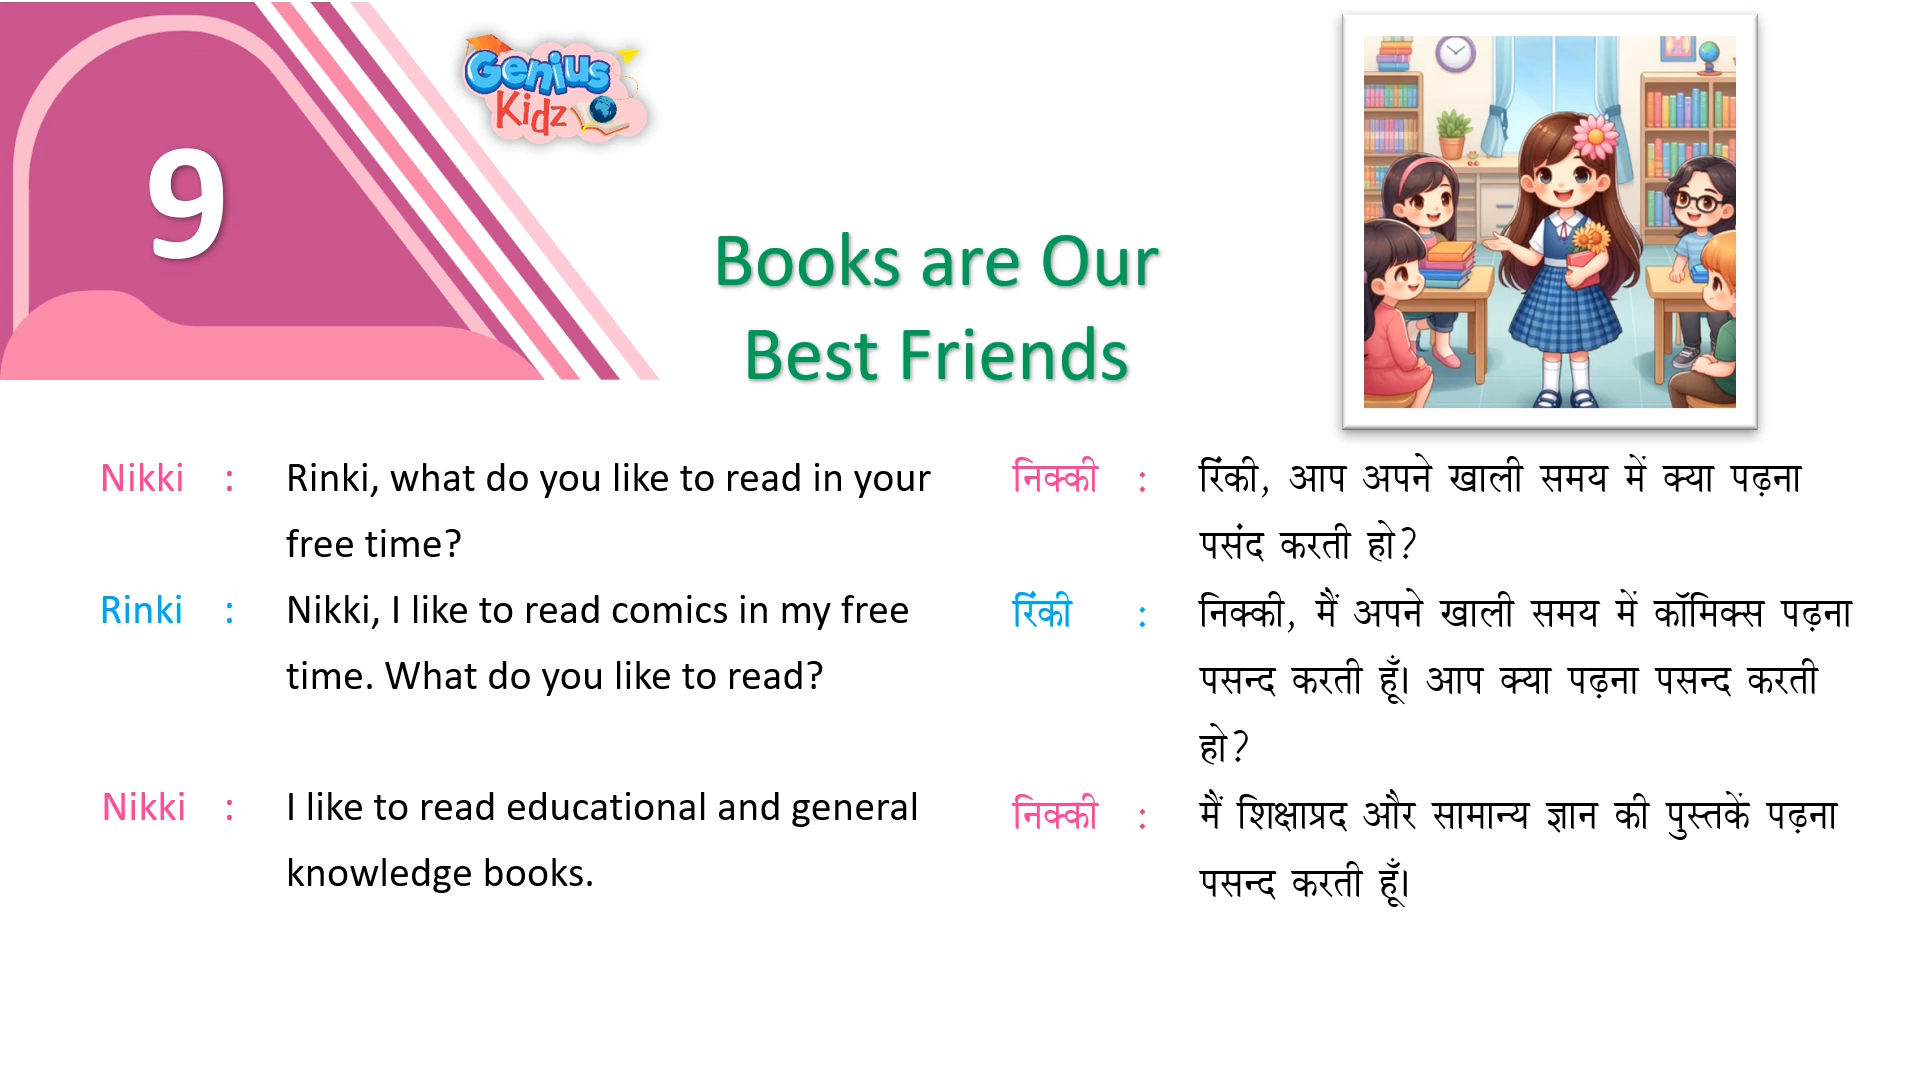 9
Genius
Kidz
Books are Our
Best Friends
Nikki : Rinki, what do you like to read in your
free time?
Rinki : Nikki, I like to read comics in my free
time. What do you like to read?
Nikki : I like to read educational and general
knowledge books.
निक्की : रिंकी, आप अपने खाली समय में क्या पढ़ना
पसंद करती हो?
रिंकी : निक्की, मैं अपने खाली समय में कॉमिक्स पढ़ना
पसन्द करती हूँ। आप क्या पढ़ना पसन्द करती
हो?
निक्की : मैं शिक्षाप्रद और सामान्य ज्ञान की पुस्तकें पढ़ना
पसन्द करती हूँ।